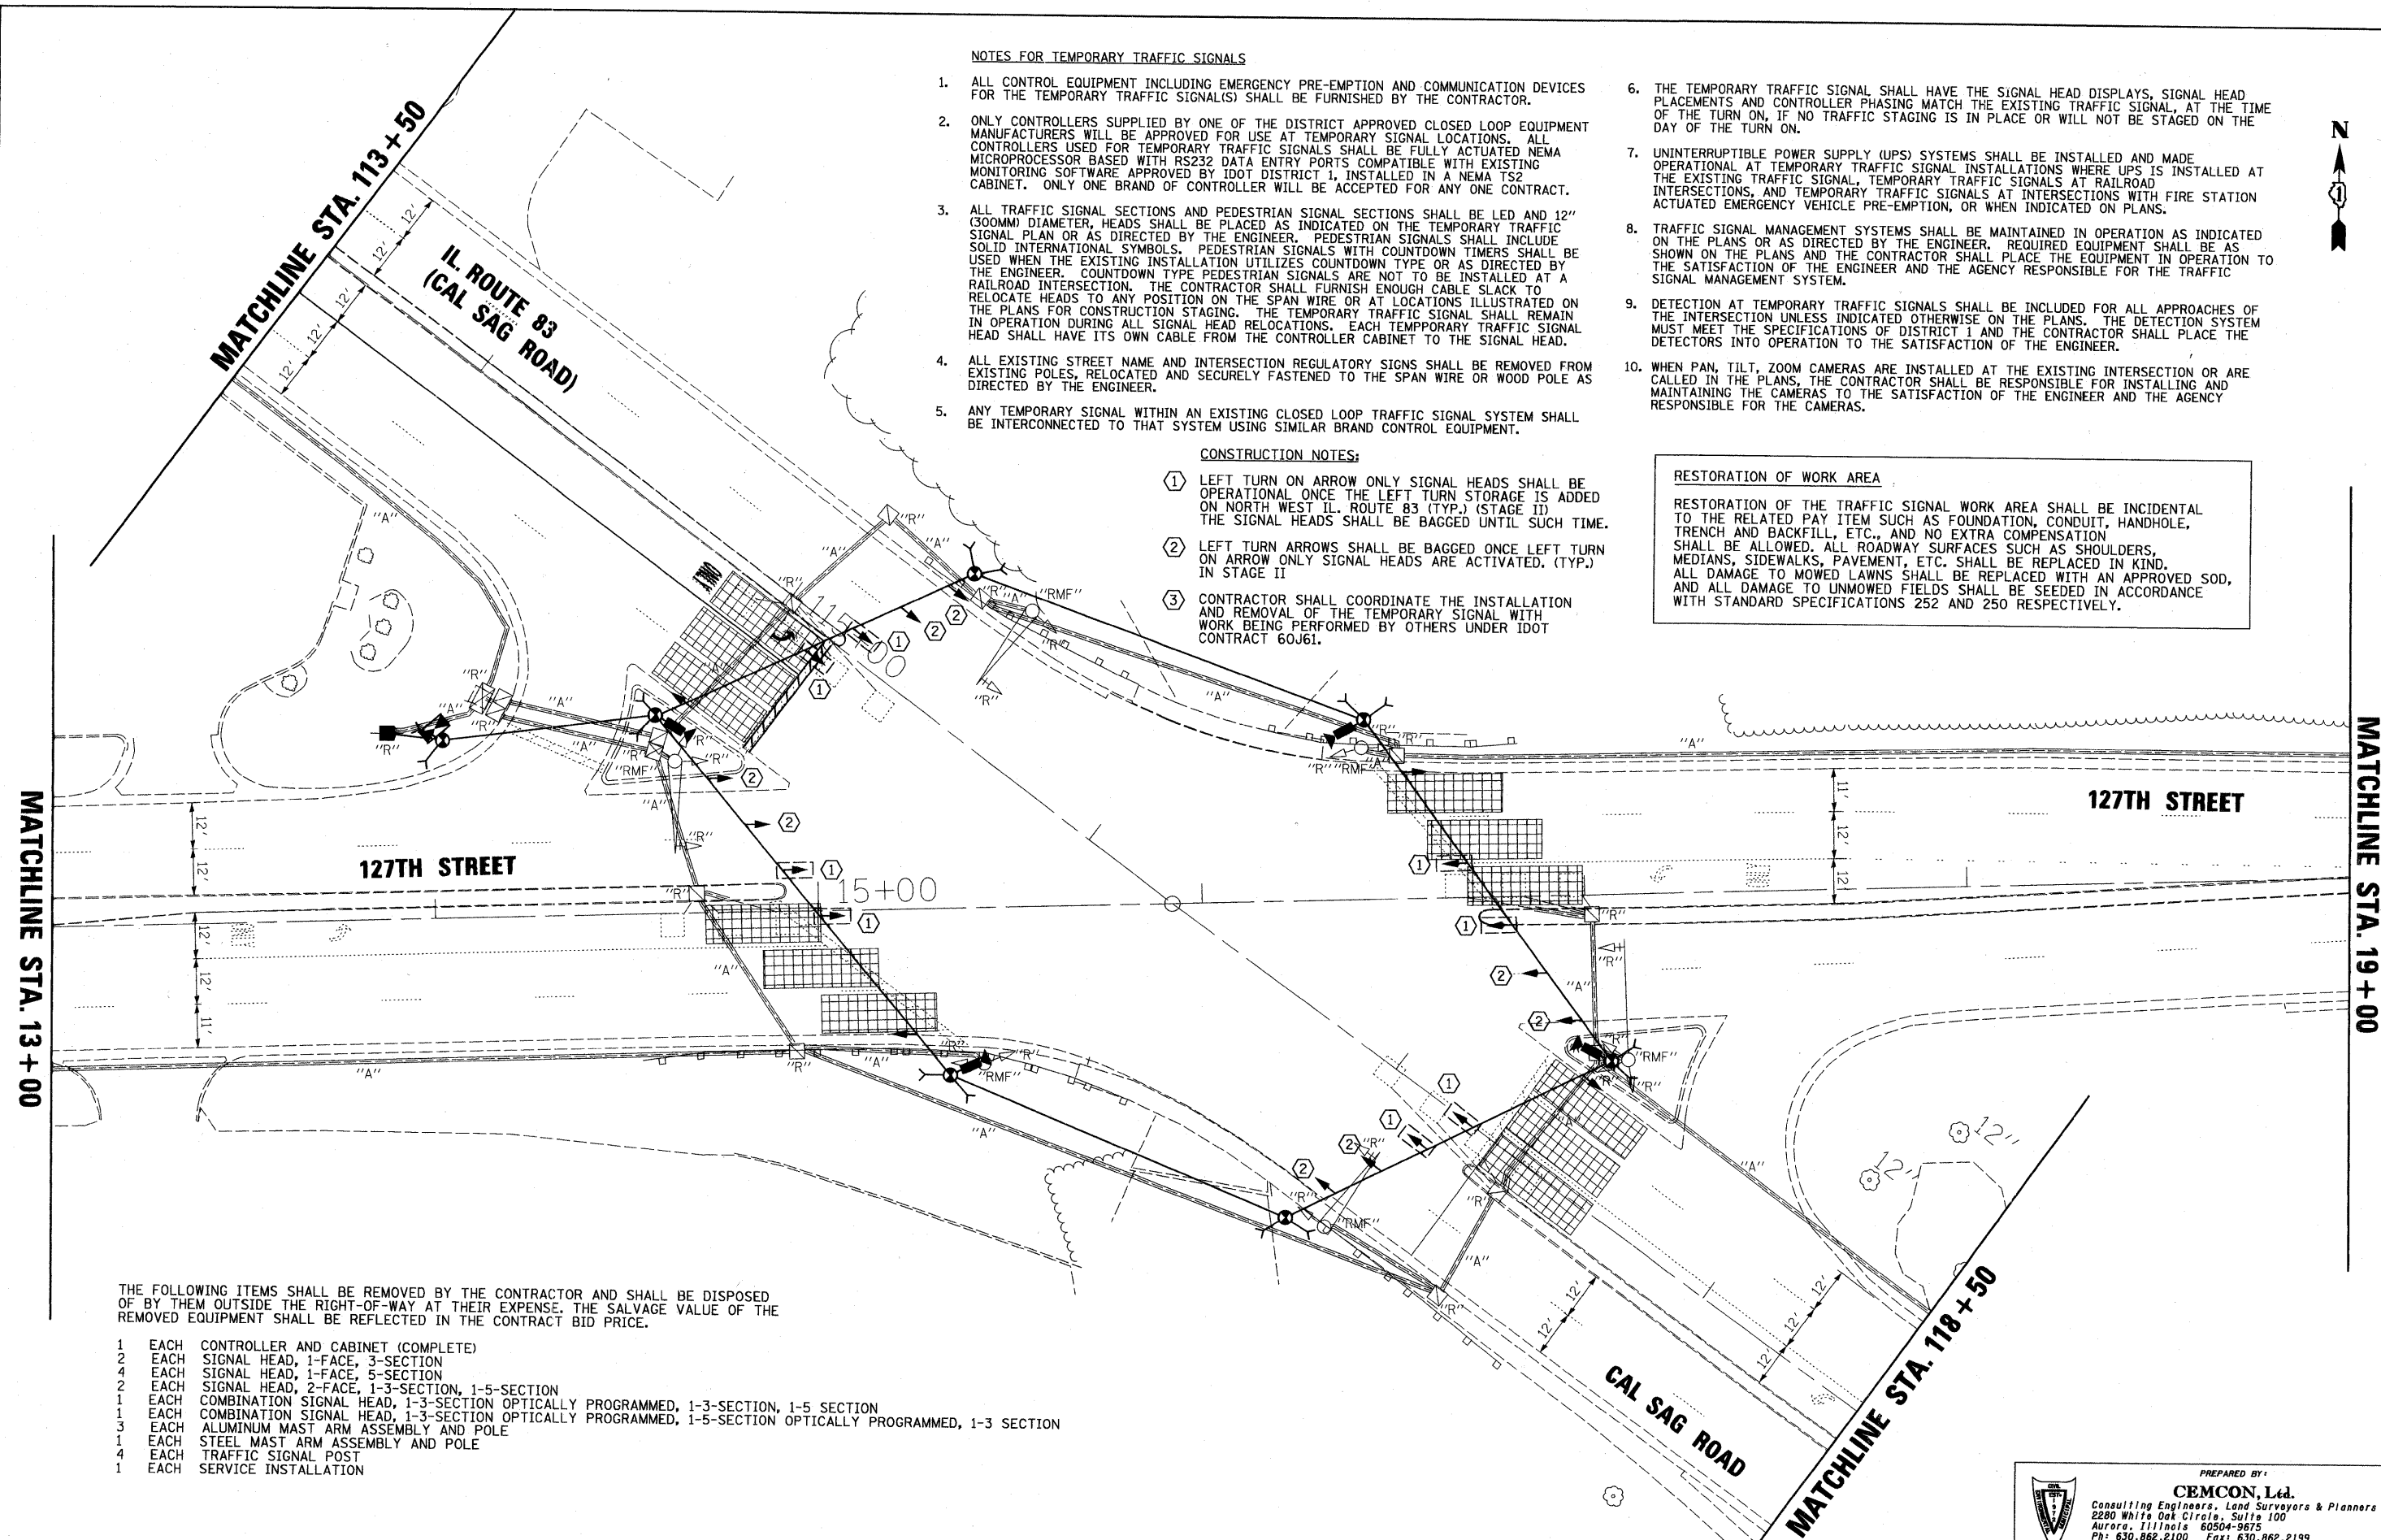 NOTES FOR TEMPORARY TRAFFIC SIGNALS
1. ALL CONTROL EQUIPMENT INCLUDING EMERGENCY PRE-EMPTION AND COMMUNICATION DEVICES
FOR THE TEMPORARY TRAFFIC SIGNAL(S) SHALL BE FURNISHED BY THE CONTRACTOR.
2. ONLY CONTROLLERS SUPPLIED BY ONE OF THE DISTRICT APPROVED CLOSED LOOP EQUIPMENT
MANUFACTURERS WILL BE APPROVED FOR USE AT TEMPORARY SIGNAL LOCATIONS. ALL
CONTROLLERS USED FOR TEMPORARY TRAFFIC SIGNALS SHALL BE FULLY ACTUATED NEMA
MICROPROCESSOR BASED WITH RS232 DATA ENTRY PORTS COMPATIBLE WITH EXISTING
MONITORING SOFTWARE APPROVED BY IDOT DISTRICT 1, INSTALLED IN A NEMA TS2
CABINET. ONLY ONE BRAND OF CONTROLLER WILL BE ACCEPTED FOR ANY ONE CONTRACT.
3. ALL TRAFFIC SIGNAL SECTIONS AND PEDESTRIAN SIGNAL SECTIONS SHALL BE LED AND 12"
(300MM) DIAMETER, HEADS SHALL BE PLACED AS INDICATED ON THE TEMPORARY TRAFFIC
SIGNAL PLAN OR AS DIRECTED BY THE ENGINEER. PEDESTRIAN SIGNALS SHALL INCLUDE
SOLID INTERNATIONAL SYMBOLS. PEDESTRIAN SIGNALS WITH COUNTDOWN TIMERS SHALL BE
USED WHEN THE EXISTING INSTALLATION UTILIZES COUNTDOWN TYPE OR AS DIRECTED BY
THE ENGINEER. COUNTDOWN TYPE PEDESTRIAN SIGNALS ARE NOT TO BE INSTALLED AT A
RAILROAD INTERSECTION. THE CONTRACTOR SHALL FURNISH ENOUGH CABLE SLACK TO
RELOCATE HEADS TO ANY POSITION ON THE SPAN WIRE OR AT LOCATIONS ILLUSTRATED ON
THE PLANS FOR CONSTRUCTION STAGING. THE TEMPORARY TRAFFIC SIGNAL SHALL REMAIN
IN OPERATION DURING ALL SIGNAL HEAD RELOCATIONS. EACH TEMPPORARY TRAFFIC SIGNAL
HEAD SHALL HAVE ITS OWN CABLE FROM THE CONTROLLER CABINET TO THE SIGNAL HEAD.
4. ALL EXISTING STREET NAME AND INTERSECTION REGULATORY SIGNS SHALL BE REMOVED FROM
EXISTING POLES, RELOCATED AND SECURELY FASTENED TO THE SPAN WIRE OR WOOD POLE AS
DIRECTED BY THE ENGINEER.
5. ANY TEMPORARY SIGNAL WITHIN AN EXISTING CLOSED LOOP TRAFFIC SIGNAL SYSTEM SHALL
BE INTERCONNECTED TO THAT SYSTEM USING SIMILAR BRAND CONTROL EQUIPMENT.
6. THE TEMPORARY TRAFFIC SIGNAL SHALL HAVE THE SIGNAL HEAD DISPLAYS, SIGNAL HEAD
PLACEMENTS AND CONTROLLER PHASING MATCH THE EXISTING TRAFFIC SIGNAL, AT THE TIME
OF THE TURN ON, IF NO TRAFFIC STAGING IS IN PLACE OR WILL NOT BE STAGED ON THE
DAY OF THE TURN ON.
7. UNINTERRUPTIBLE POWER SUPPLY (UPS) SYSTEMS SHALL BE INSTALLED AND MADE
OPERATIONAL AT TEMPORARY TRAFFIC SIGNAL INSTALLATIONS WHERE UPS IS INSTALLED AT
THE EXISTING TRAFFIC SIGNAL, TEMPORARY TRAFFIC SIGNALS AT RAILROAD
INTERSECTIONS, AND TEMPORARY TRAFFIC SIGNALS AT INTERSECTIONS WITH FIRE STATION
ACTUATED EMERGENCY VEHICLE PRE-EMPTION, OR WHEN INDICATED ON PLANS.
8. TRAFFIC SIGNAL MANAGEMENT SYSTEMS SHALL BE MAINTAINED IN OPERATION AS INDICATED
ON THE PLANS OR AS DIRECTED BY THE ENGINEER. REQUIRED EQUIPMENT SHALL BE AS
SHOWN ON THE PLANS AND THE CONTRACTOR SHALL PLACE THE EQUIPMENT IN OPERATION TO
THE SATISFACTION OF THE ENGINEER AND THE AGENCY RESPONSIBLE FOR THE TRAFFIC
SIGNAL MANAGEMENT SYSTEM.
9. DETECTION AT TEMPORARY TRAFFIC SIGNALS SHALL BE INCLUDED FOR ALL APPROACHES OF
THE INTERSECTION UNLESS INDICATED OTHERWISE ON THE PLANS. THE DETECTION SYSTEM
MUST MEET THE SPECIFICATIONS OF DISTRICT 1 AND THE CONTRACTOR SHALL PLACE THE
DETECTORS INTO OPERATION TO THE SATISFACTION OF THE ENGINEER.
10. WHEN PAN, TILT, ZOOM CAMERAS ARE INSTALLED AT THE EXISTING INTERSECTION OR ARE
CALLED IN THE PLANS, THE CONTRACTOR SHALL BE RESPONSIBLE FOR INSTALLING AND
MAINTAINING THE CAMERAS TO THE SATISFACTION OF THE ENGINEER AND THE AGENCY
RESPONSIBLE FOR THE CAMERAS.
N
1
CONSTRUCTION NOTES:
1 LEFT TURN ON ARROW ONLY SIGNAL HEADS SHALL BE
OPERATIONAL ONCE THE LEFT TURN STORAGE IS ADDED
ON NORTH WEST IL. ROUTE 83 (TYP.) (STAGE II)
THE SIGNAL HEADS SHALL BE BAGGED UNTIL SUCH TIME.
2 LEFT TURN ARROWS SHALL BE BAGGED ONCE LEFT TURN
ON ARROW ONLY SIGNAL HEADS ARE ACTIVATED. (TYP.)
IN STAGE II
3 CONTRACTOR SHALL COORDINATE THE INSTALLATION
AND REMOVAL OF THE TEMPORARY SIGNAL WITH
WORK BEING PERFORMED BY OTHERS UNDER IDOT
CONTRACT 60J61.
RESTORATION OF WORK AREA
RESTORATION OF THE TRAFFIC SIGNAL WORK AREA SHALL BE INCIDENTAL
TO THE RELATED PAY ITEM SUCH AS FOUNDATION, CONDUIT, HANDHOLE,
TRENCH AND BACKFILL, ETC., AND NO EXTRA COMPENSATION
SHALL BE ALLOWED. ALL ROADWAY SURFACES SUCH AS SHOULDERS,
MEDIANS, SIDEWALKS, PAVEMENT, ETC. SHALL BE REPLACED IN KIND.
ALL DAMAGE TO MOWED LAWNS SHALL BE REPLACED WITH AN APPROVED SOD,
AND ALL DAMAGE TO UNMOWED FIELDS SHALL BE SEEDED IN ACCORDANCE
WITH STANDARD SPECIFICATIONS 252 AND 250 RESPECTIVELY.
MATCHLINE STA. 113+50
IL. ROUTE 83
(CAL SAG ROAD)
12'
12'
12'
12'
12'
ONLY
"A"
"R"
"RMF"
MATCHLINE STA. 13+00
127TH STREET
12'
12'
12'
12'
11'
15+00
127TH STREET
11'
12'
12'
MATCHLINE STA. 19+00
12"
12"
12'
12'
12'
12'
12'
CAL SAG ROAD
MATCHLINE STA. 118+50
THE FOLLOWING ITEMS SHALL BE REMOVED BY THE CONTRACTOR AND SHALL BE DISPOSED
OF BY THEM OUTSIDE THE RIGHT-OF-WAY AT THEIR EXPENSE. THE SALVAGE VALUE OF THE
REMOVED EQUIPMENT SHALL BE REFLECTED IN THE CONTRACT BID PRICE.
1 EACH CONTROLLER AND CABINET (COMPLETE)
2 EACH SIGNAL HEAD, 1-FACE, 3-SECTION
4 EACH SIGNAL HEAD, 1-FACE, 5-SECTION
2 EACH SIGNAL HEAD, 2-FACE, 1-3-SECTION, 1-5-SECTION
1 EACH COMBINATION SIGNAL HEAD, 1-3-SECTION OPTICALLY PROGRAMMED, 1-3-SECTION, 1-5 SECTION
1 EACH COMBINATION SIGNAL HEAD, 1-3-SECTION OPTICALLY PROGRAMMED, 1-5-SECTION OPTICALLY PROGRAMMED, 1-3 SECTION
3 EACH ALUMINUM MAST ARM ASSEMBLY AND POLE
1 EACH STEEL MAST ARM ASSEMBLY AND POLE
4 EACH TRAFFIC SIGNAL POST
1 EACH SERVICE INSTALLATION
PREPARED BY:
CEMCON, Ltd.
Consulting Engineers, Land Surveyors & Planners
2280 White Oak Circle, Suite 100
Aurora, Illinois 60504-9675
Ph: 630.862.2100 Fax: 630.862.2199